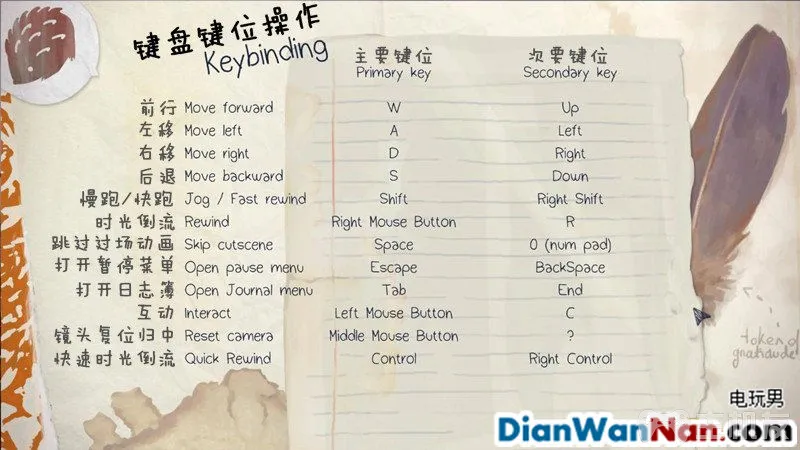 键盘键位操作
Keybinding
主要键位 次要键位
Primary key Secondary key
前行 Move forward W Up
左移 Move left A Left
右移 Move right D Right
后退 Move backward S Down
慢跑/快跑 Jog / Fast rewind Shift Right Shift
时光倒流 Rewind Right Mouse Button R
跳过过场动画 Skip cutscene Space 0 (num pad)
打开暂停菜单 Open pause menu Escape BackSpace
打开日志簿 Open Journal menu Tab End
互动 Interact Left Mouse Button C
镜头复位归中 Reset camera Middle Mouse Button ?
快速时光倒流 Quick Rewind Control Right Control
token of
电玩男
DianWanNan.com